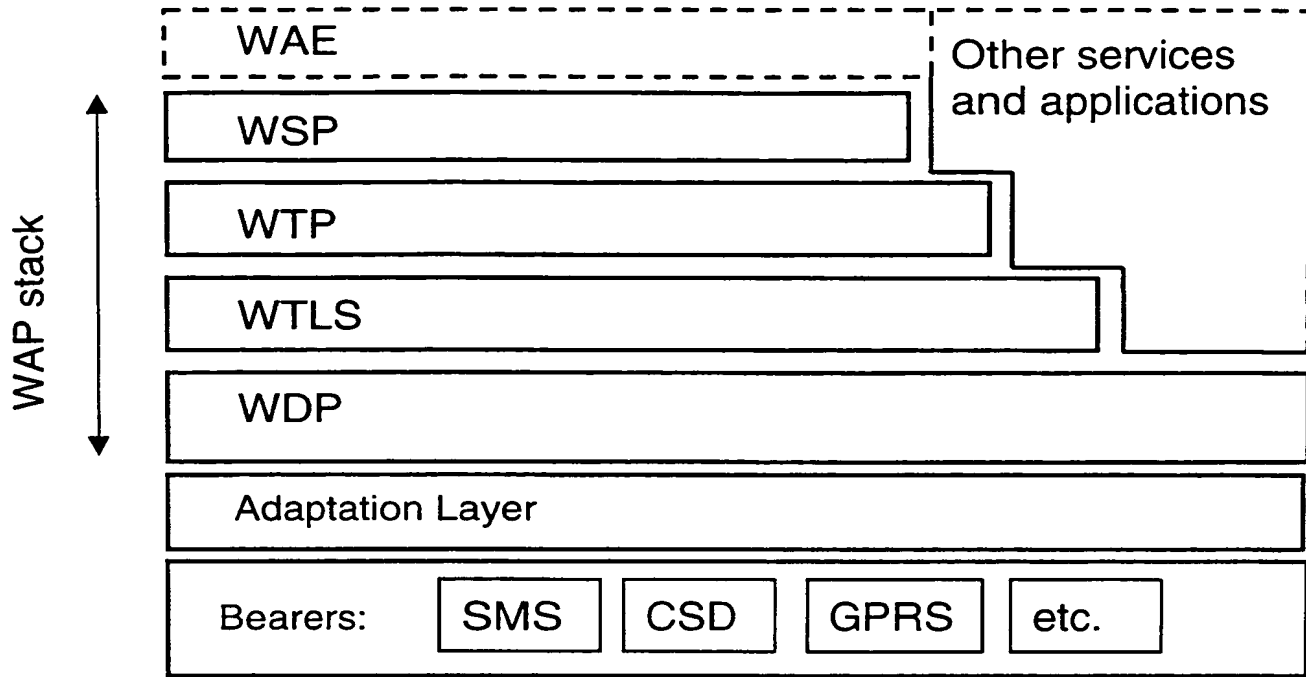 WAE
Other services
and applications
WSP
WTP
WTLS
WDP
Adaptation Layer
Bearers: SMS CSD GPRS etc.
WAP stack